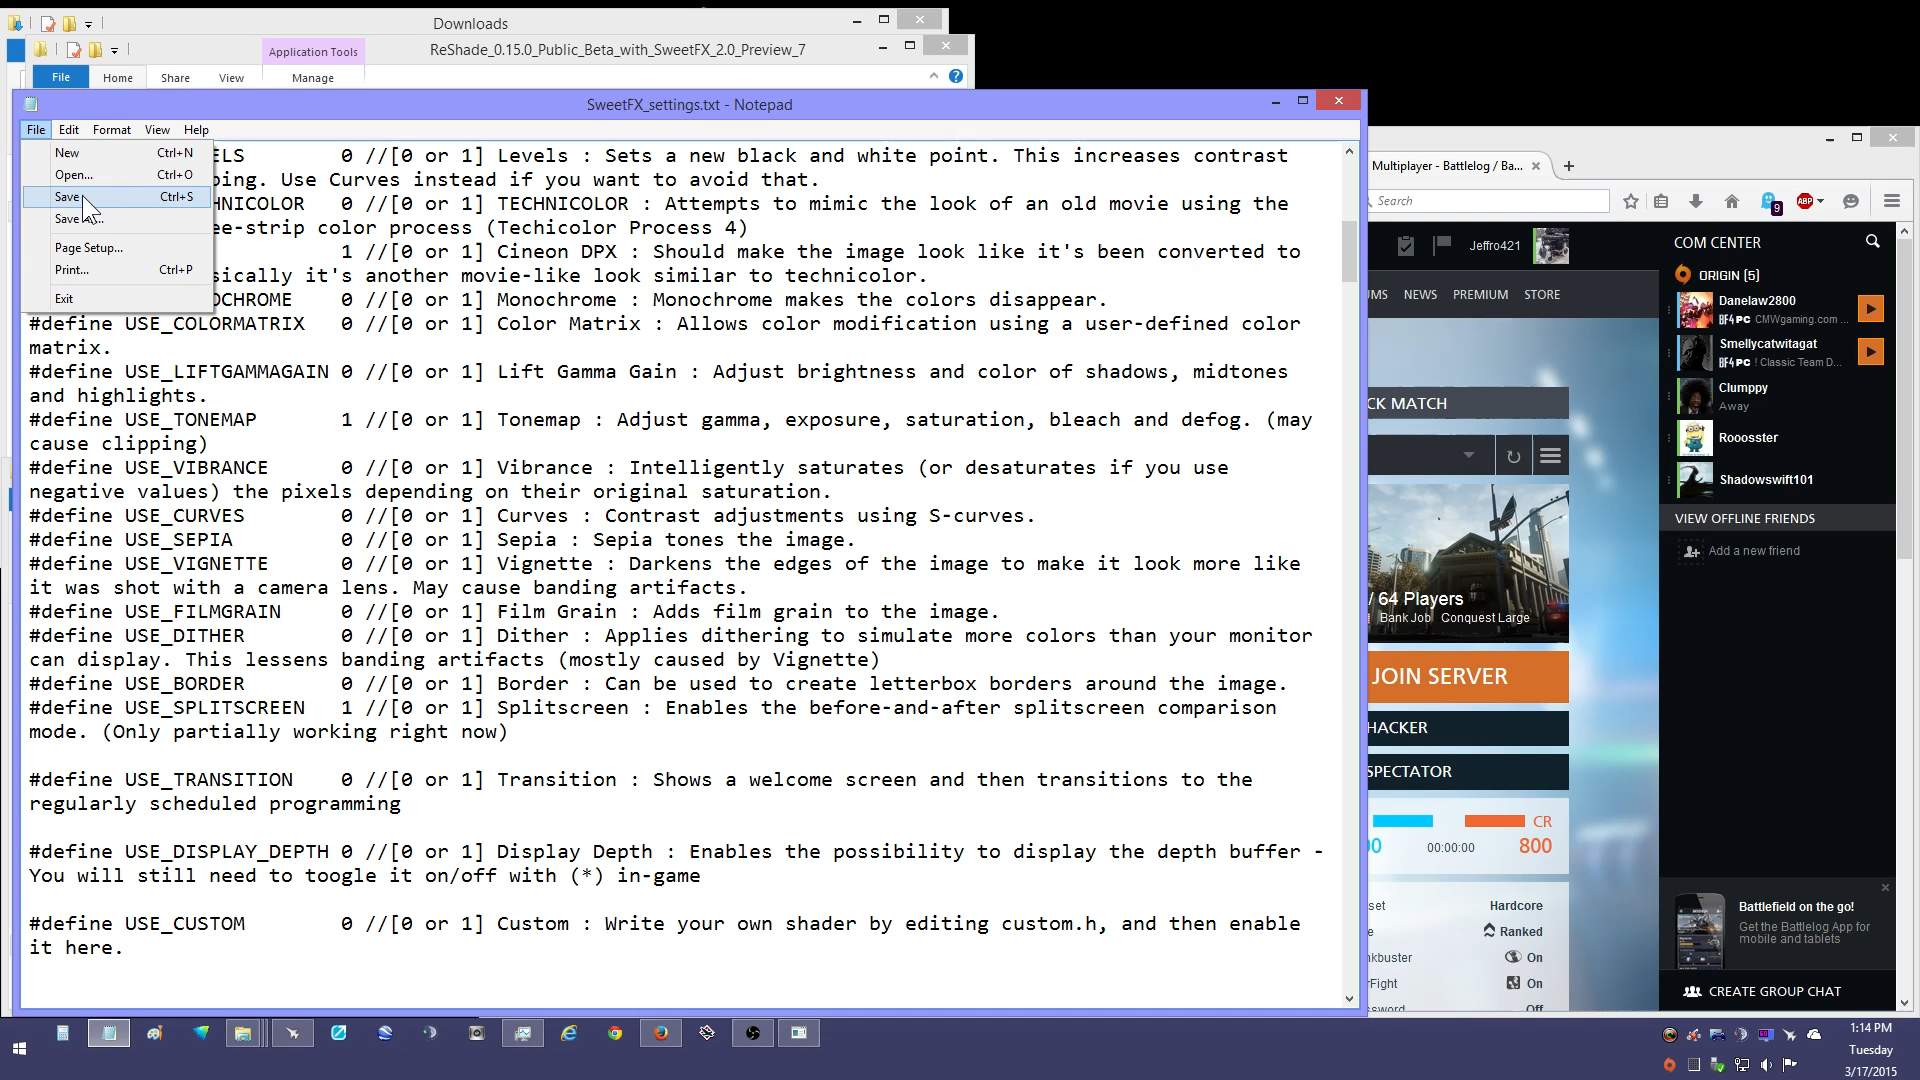 Downloads
Application Tools
ReShade_0.15.0_Public_Beta_with_SweetFX_2.0_Preview_7
File Home Share View Manage
SweetFX_settings.txt - Notepad
File Edit Format View Help
New Ctrl+N
Open... Ctrl+O
Save Ctrl+S
Save
Page Setup...
Print... Ctrl+P
Exit
ELS 0 //[0 or 1] Levels : Sets a new black and white point. This increases contrast
ping. Use Curves instead if you want to avoid that.
HNICOLOR 0 //[0 or 1] TECHNICOLOR : Attempts to mimic the look of an old movie using the
ee-strip color process (Techicolor Process 4)
1 //[0 or 1] Cineon DPX : Should make the image look like it's been converted to
sically it's another movie-like look similar to technicolor.
OCHROME 0 //[0 or 1] Monochrome : Monochrome makes the colors disappear.
#define USE_COLORMATRIX 0 //[0 or 1] Color Matrix : Allows color modification using a user-defined color
matrix.
#define USE_LIFTGAMMAGAIN 0 //[0 or 1] Lift Gamma Gain : Adjust brightness and color of shadows, midtones
and highlights.
#define USE_TONEMAP 1 //[0 or 1] Tonemap : Adjust gamma, exposure, saturation, bleach and defog. (may
cause clipping)
#define USE_VIBRANCE 0 //[0 or 1] Vibrance : Intelligently saturates (or desaturates if you use
negative values) the pixels depending on their original saturation.
#define USE_CURVES 0 //[0 or 1] Curves : Contrast adjustments using S-curves.
#define USE_SEPIA 0 //[0 or 1] Sepia : Sepia tones the image.
#define USE_VIGNETTE 0 //[0 or 1] Vignette : Darkens the edges of the image to make it look more like
it was shot with a camera lens. May cause banding artifacts.
#define USE_FILMGRAIN 0 //[0 or 1] Film Grain : Adds film grain to the image.
#define USE_DITHER 0 //[0 or 1] Dither : Applies dithering to simulate more colors than your monitor
can display. This lessens banding artifacts (mostly caused by Vignette)
#define USE_BORDER 0 //[0 or 1] Border : Can be used to create letterbox borders around the image.
#define USE_SPLITSCREEN 1 //[0 or 1] Splitscreen : Enables the before-and-after splitscreen comparison
mode. (Only partially working right now)
#define USE_TRANSITION 0 //[0 or 1] Transition : Shows a welcome screen and then transitions to the
regularly scheduled programming
#define USE_DISPLAY_DEPTH 0 //[0 or 1] Display Depth : Enables the possibility to display the depth buffer -
You will still need to toogle it on/off with (*) in-game
#define USE_CUSTOM 0 //[0 or 1] Custom : Write your own shader by editing custom.h, and then enable
it here.
Multiplayer - Battlelog / Ba...
Search
9
ABP
Jeffro421
UMS NEWS PREMIUM STORE
CK MATCH
/ 64 Players
Bank Job Conquest Large
JOIN SERVER
HACKER
SPECTATOR
CR
00 00:00:00 800
set Hardcore
e Ranked
nkbuster On
rFight On
ssword Off
COM CENTER
ORIGIN [5]
Danelaw2800
BF4 PC CMWgaming.com ...
Smellycatwitagat
BF4 PC ! Classic Team D...
Clumppy
Away
Rooosster
Shadowswift101
VIEW OFFLINE FRIENDS
Add a new friend
Battlefield on the go!
Get the Battlelog App for
mobile and tablets
CREATE GROUP CHAT
1:14 PM
Tuesday
3/17/2015